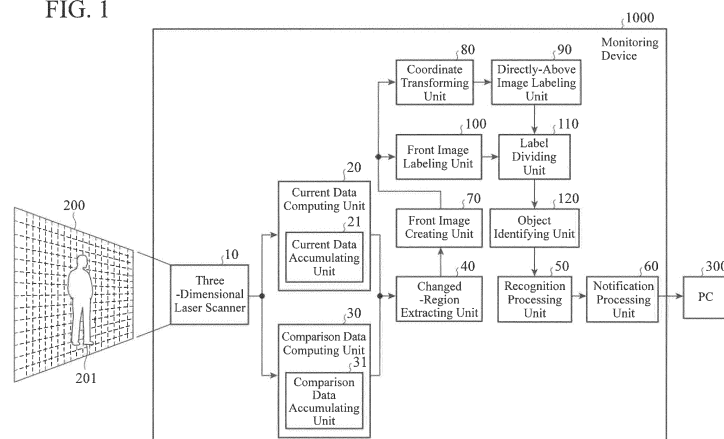 FIG. 1
1000
Monitoring
Device
80
Coordinate
Transforming
Unit
90
Directly-Above
Image Labeling
Unit
100
Front Image
Labeling Unit
110
Label
Dividing
Unit
20
Current Data
Computing Unit
21
Current Data
Accumulating
Unit
70
Front Image
Creating Unit
120
Object
Identifying Unit
200
201
10
Three
-Dimensional
Laser Scanner
40
Changed
-Region
Extracting Unit
50
Recognition
Processing
Unit
60
Notification
Processing
Unit
300
PC
30
Comparison Data
Computing Unit
31
Comparison
Data
Accumulating
Unit